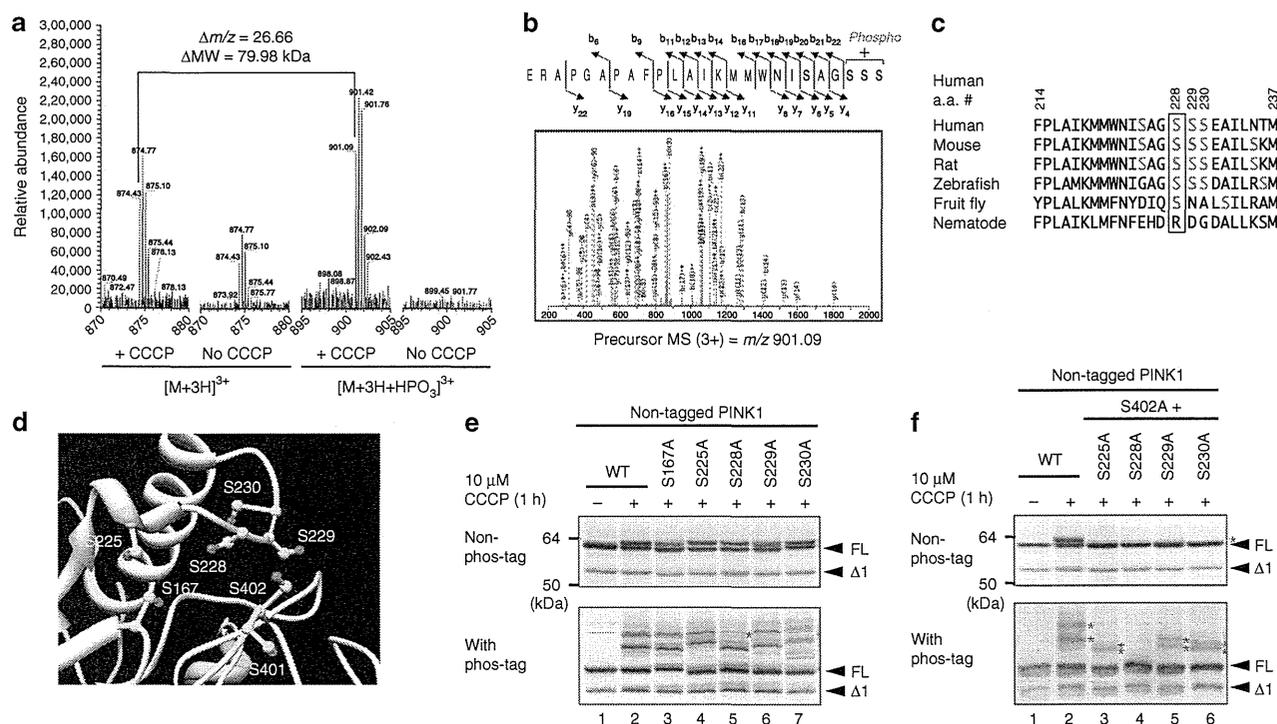 a
Δm/z = 26.66
ΔMW = 79.98 kDa
Relative abundance
3,00,000
2,80,000
2,60,000
2,40,000
2,20,000
2,00,000
1,80,000
1,60,000
1,40,000
1,20,000
1,00,000
80,000
60,000
40,000
20,000
0
874.77
874.43
875.10
875.44
876.13
870.49
872.47
878.13
874.77
874.43
875.10
875.44
875.77
873.92
901.42
901.76
901.09
902.09
902.43
898.08
898.87
899.45
901.77
870 875 880 870 875 880 895 900 905 895 900 905
+ CCCP No CCCP + CCCP No CCCP
[M+3H]3+ [M+3H+HPO3]3+
b
b6 b9 b11 b12 b13 b14 b16 b17 b18 b19 b20 b21 b22 Phospho
+
E R A P G A P A F P L A I K M M W N I S A G S S S
y22 y19 y16 y15 y14 y13 y12 y11 y8 y7 y6 y5 y4
200 400 600 800 1000 1200 1400 1600 1800 2000
Precursor MS (3+) = m/z 901.09
c
Human
a.a. # 214 228 229 230 237
Human FPLAIKMMWNISAG S SSEAILNTM
Mouse FPLAIKMMWNISAG S SSEAILSKM
Rat FPLAIKMMWNISAG S SSEAILSKM
Zebrafish FPLAMKMMWNIGAG S SSDAILRSM
Fruit fly YPLALKMMFNYDIQ S NALSILRAM
Nematode FPLAIKLMFNFEHD R DGDALLKSM
d
S230
S225
S229
S228
S167
S402
S401
e
Non-tagged PINK1
WT S167A S225A S228A S229A S230A
10 μM
CCCP (1 h) − + + + + + +
Non-
phos-tag
64
50
(kDa)
FL
Δ1
With
phos-tag
*
FL
Δ1
1 2 3 4 5 6 7
f
Non-tagged PINK1
S402A +
WT S225A S228A S229A S230A
10 μM
CCCP (1 h) − + + + + +
Non-
phos-tag
64
50
(kDa)
*
FL
Δ1
With
phos-tag
FL
Δ1
1 2 3 4 5 6